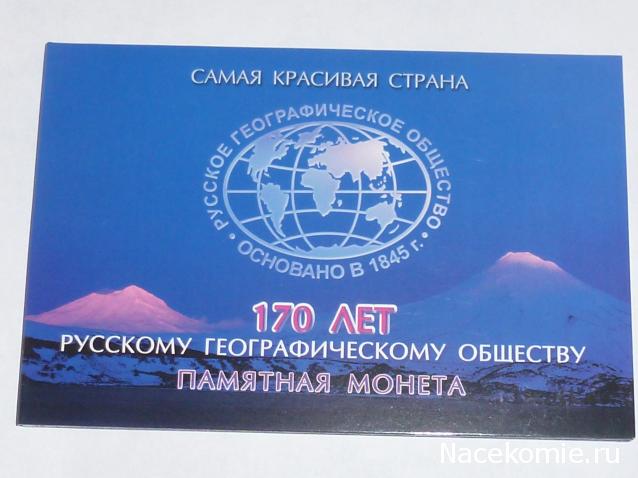 САМАЯ КРАСИВАЯ СТРАНА
РУССКОЕ ГЕОГРАФИЧЕСКОЕ ОБЩЕСТВО
• ОСНОВАНО В 1845 г. •
170 ЛЕТ
РУССКОМУ ГЕОГРАФИЧЕСКОМУ ОБЩЕСТВУ
ПАМЯТНАЯ МОНЕТА
Nacekomie.ru